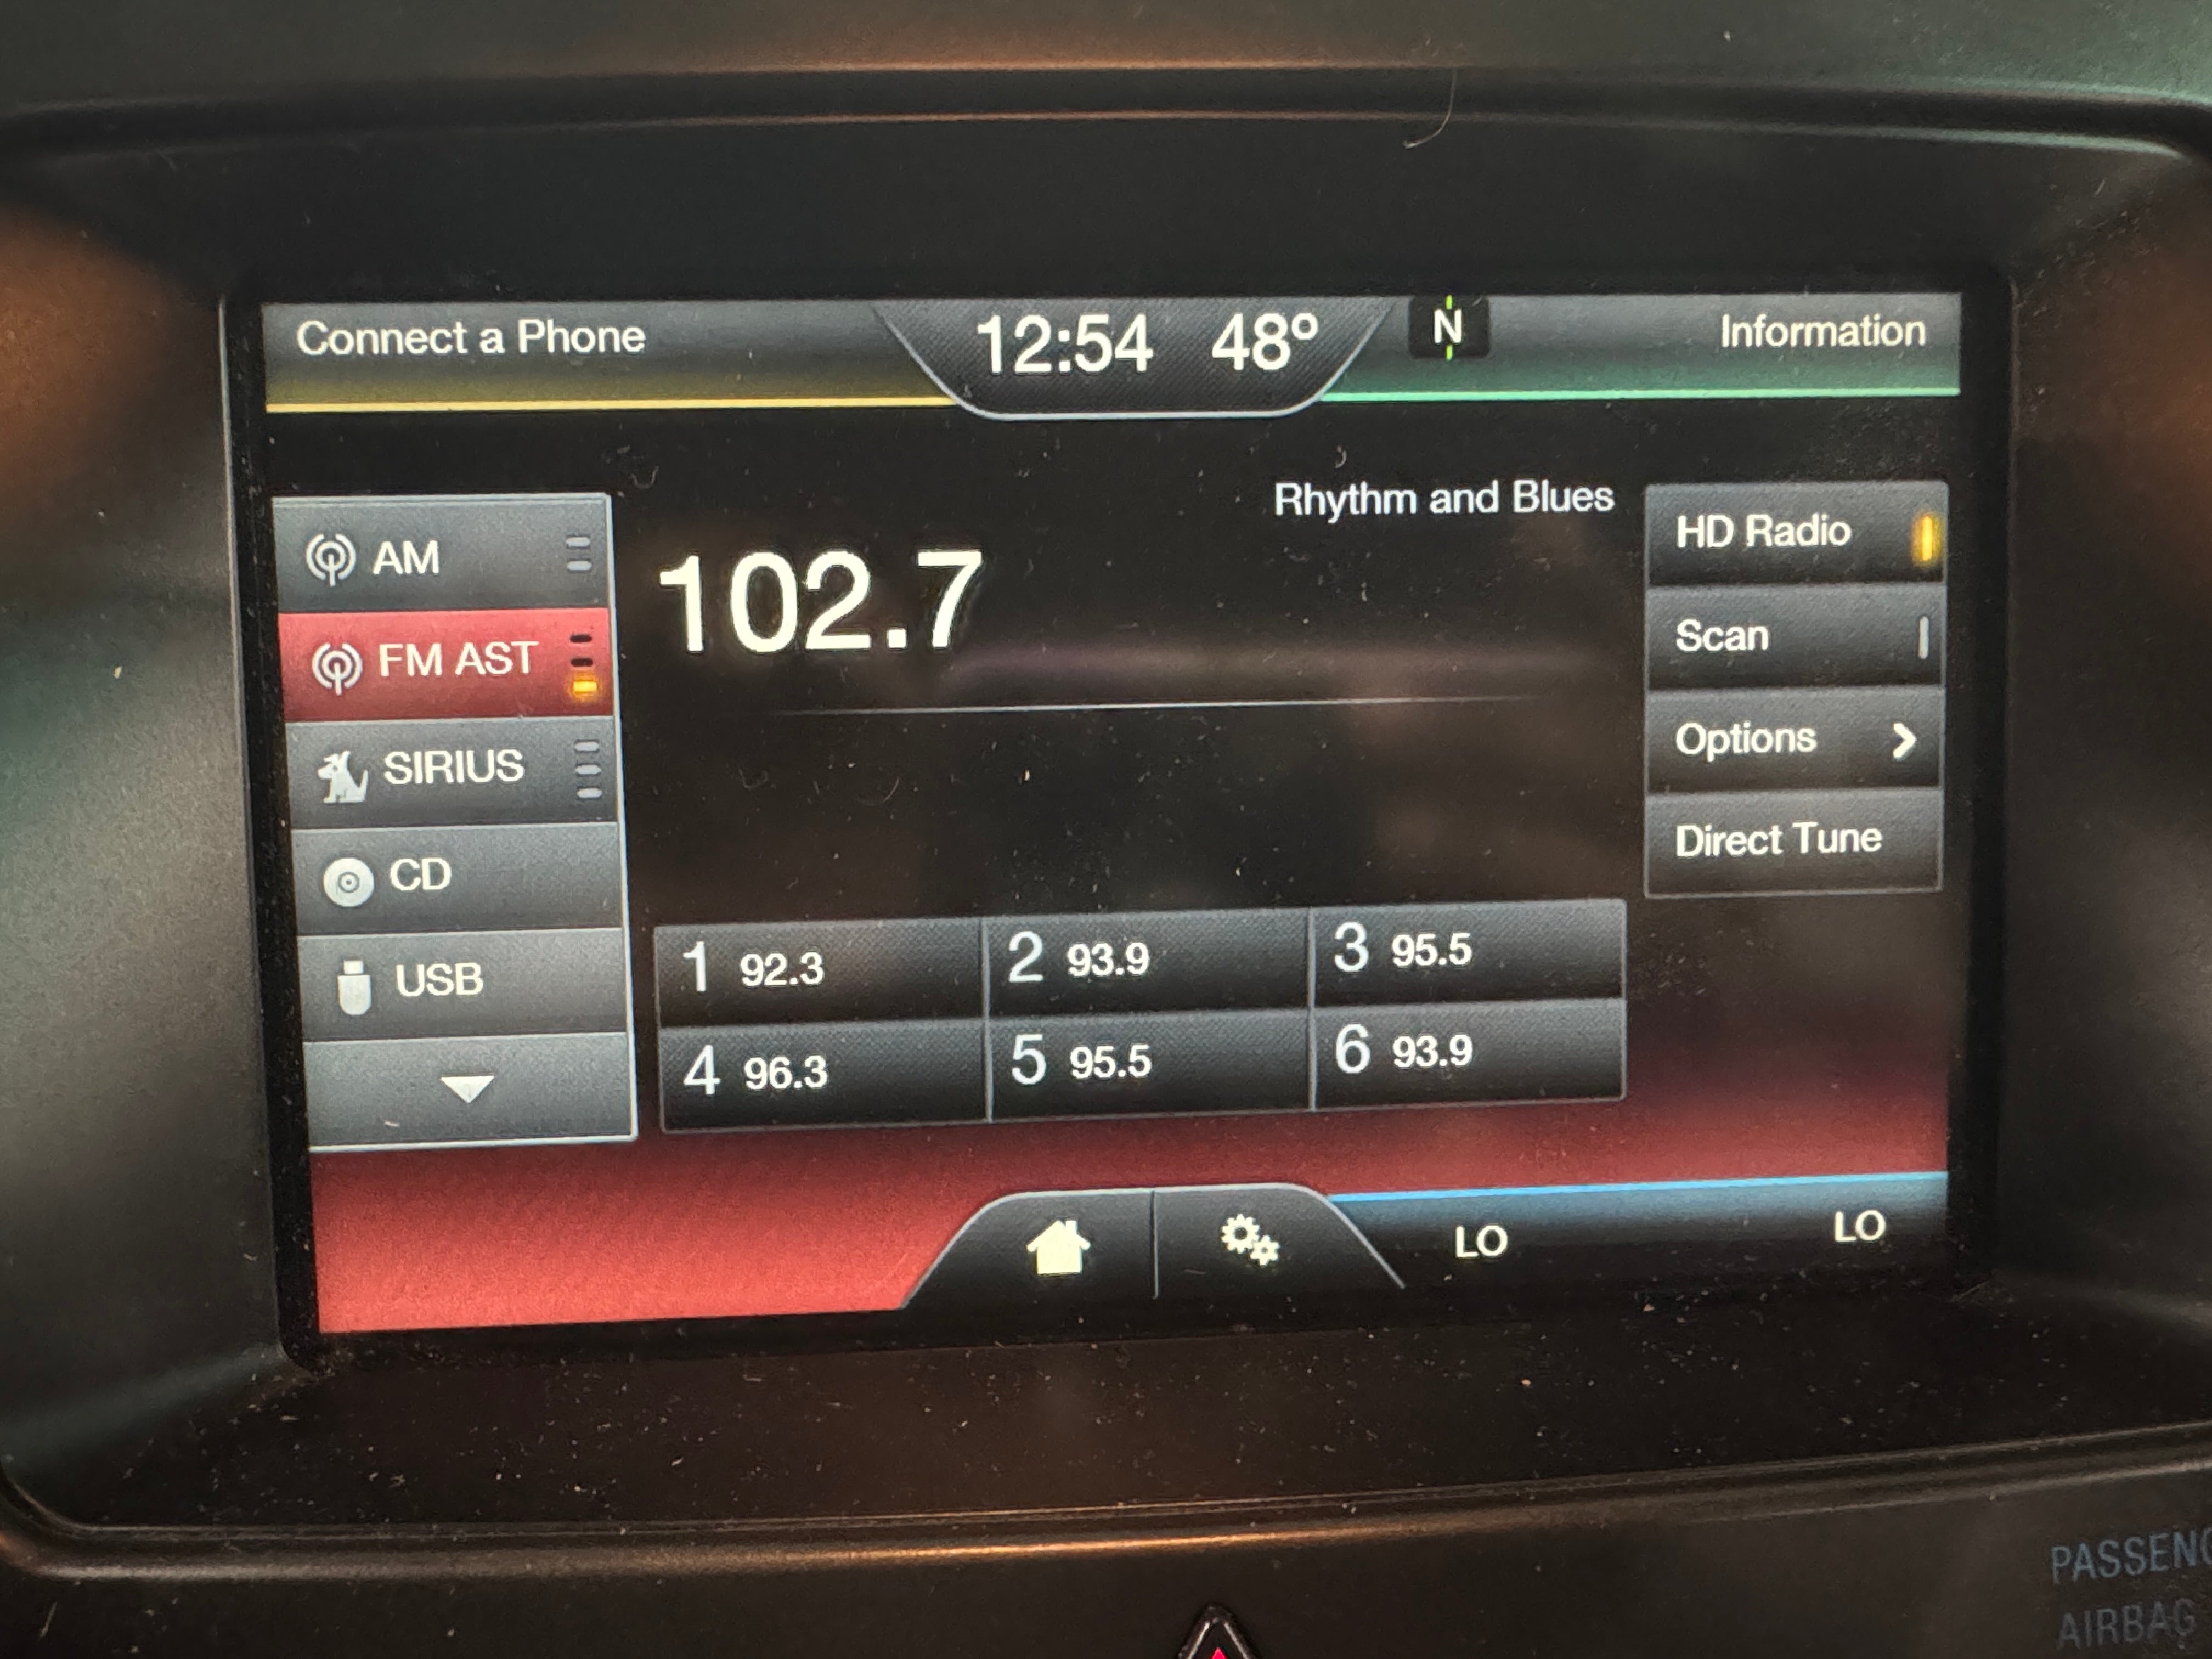 Connect a Phone
12:54 48°
N
Information
Rhythm and Blues
102.7
AM
FM AST
SIRIUS
CD
USB
HD Radio
Scan
Options
Direct Tune
1 92.3
2 93.9
3 95.5
4 96.3
5 95.5
6 93.9
LO
LO
AIRBAG